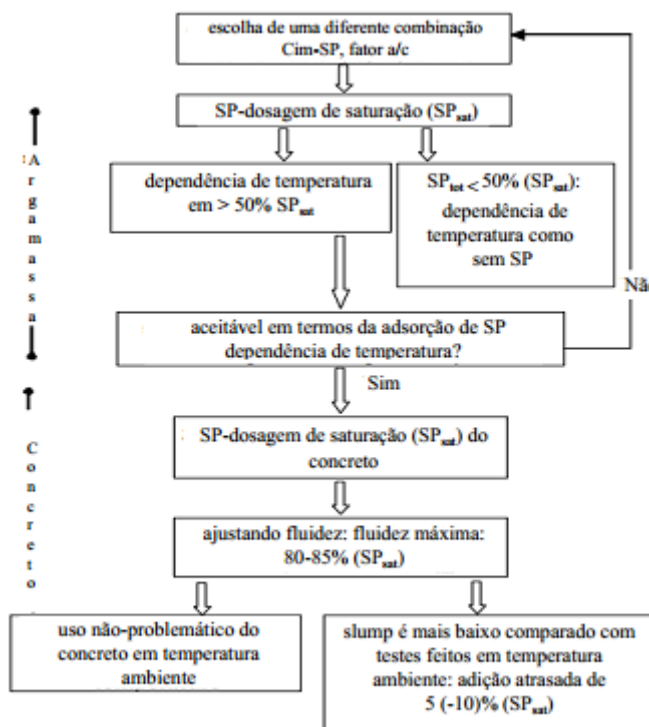 escolha de uma diferente combinação
Cim-SP, fator a/c
SP-dosagem de saturação (SPsat)
dependência de temperatura
em > 50% SPsat
SPtot < 50% (SPsat):
dependência de
temperatura como
sem SP
Não
aceitável em termos da adsorção de SP
dependência de temperatura?
Sim
SP-dosagem de saturação (SPsat) do
concreto
ajustando fluidez: fluidez máxima:
80-85% (SPsat)
uso não-problemático do
concreto em temperatura
ambiente
slump é mais baixo comparado com
testes feitos em temperatura
ambiente: adição atrasada de
5 (-10)% (SPsat)
Argamassa
Concreto